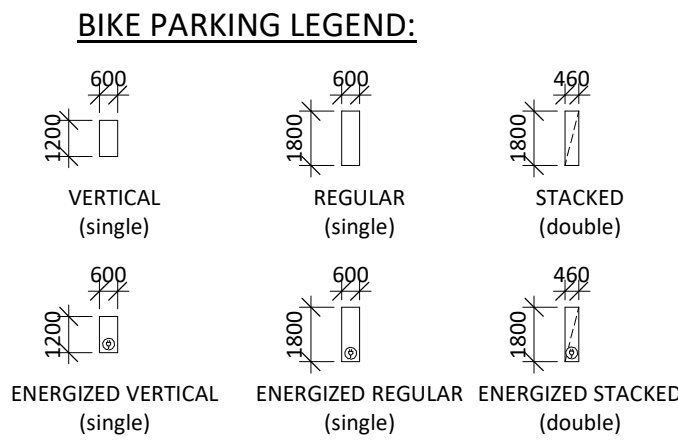 BIKE PARKING LEGEND:
600 600 460
1200 1800 1800
VERTICAL REGULAR STACKED
(single) (single) (double)
600 600 460
1200 1800 1800
ENERGIZED VERTICAL ENERGIZED REGULAR ENERGIZED STACKED
(single) (single) (double)